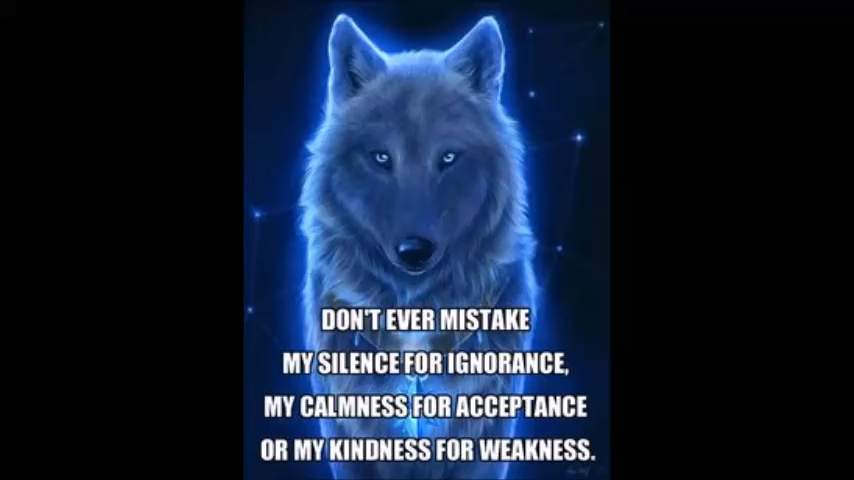 DON'T EVER MISTAKE
MY SILENCE FOR IGNORANCE,
MY CALMNESS FOR ACCEPTANCE
OR MY KINDNESS FOR WEAKNESS.